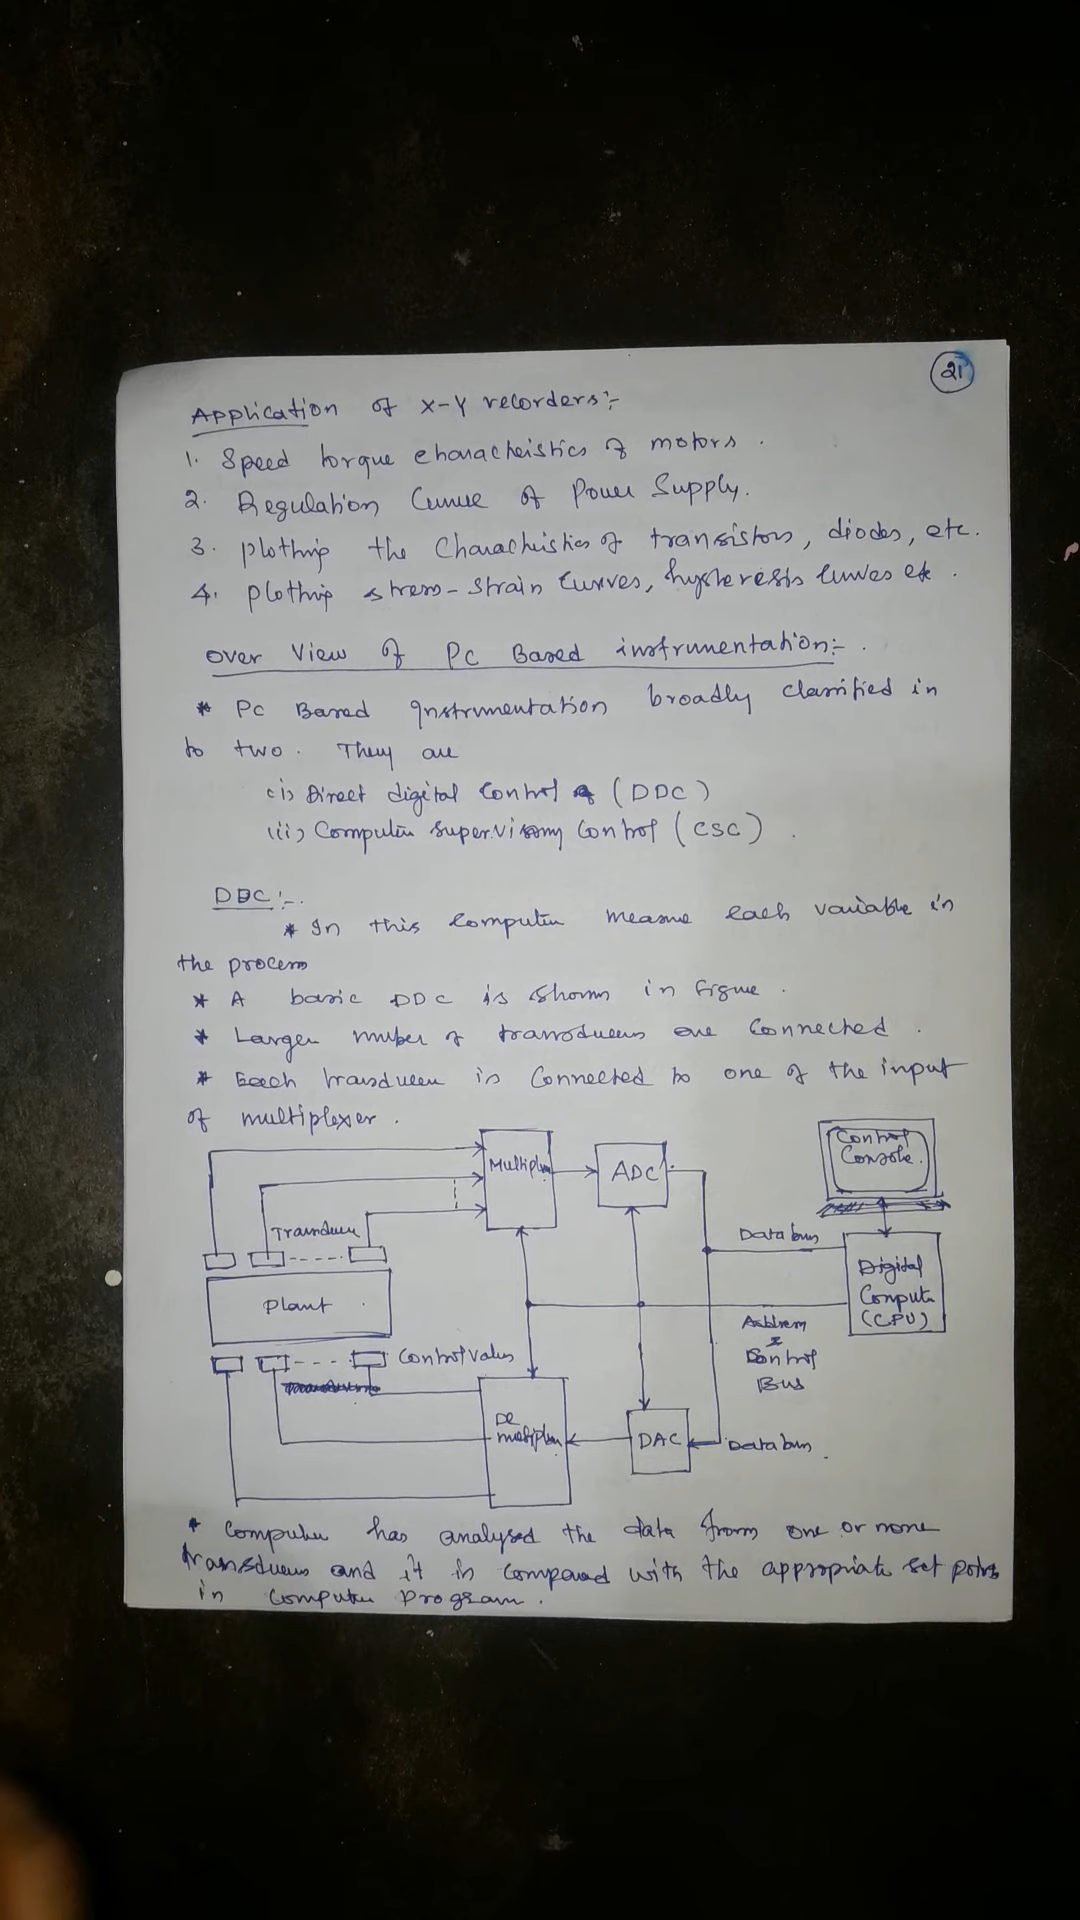 21
Application of X-Y recorders:-
1. Speed torque characteristics of motors.
2. Regulation Curve of Power Supply.
3. plotting the Characteristics of transistors, diodes, etc.
4. plotting stress-strain Curves, hysteresis curves etc.
Over View of PC Based instrumentation:-
* PC Based Instrumentation broadly classified in
to two. They are
(i) Direct digital Control (DDC)
(ii) Computer supervisory Control (CSC).
DDC:-
* In this computer measure each variable in
the process
* A basic DDC is shown in figure.
* Larger number of transducers are Connected.
* Each transducer is Connected to one of the input
of multiplexer.
Control
Console.
Multiplexer
ADC
Transducer
Data bus
Digital
Computer
(CPU)
Plant
Address
&
Control
Bus
Control valves
De
multiplexer
DAC
Data bus
* Computer has analysed the data from one or more
transducers and it is compared with the appropriate set points
in computer program.